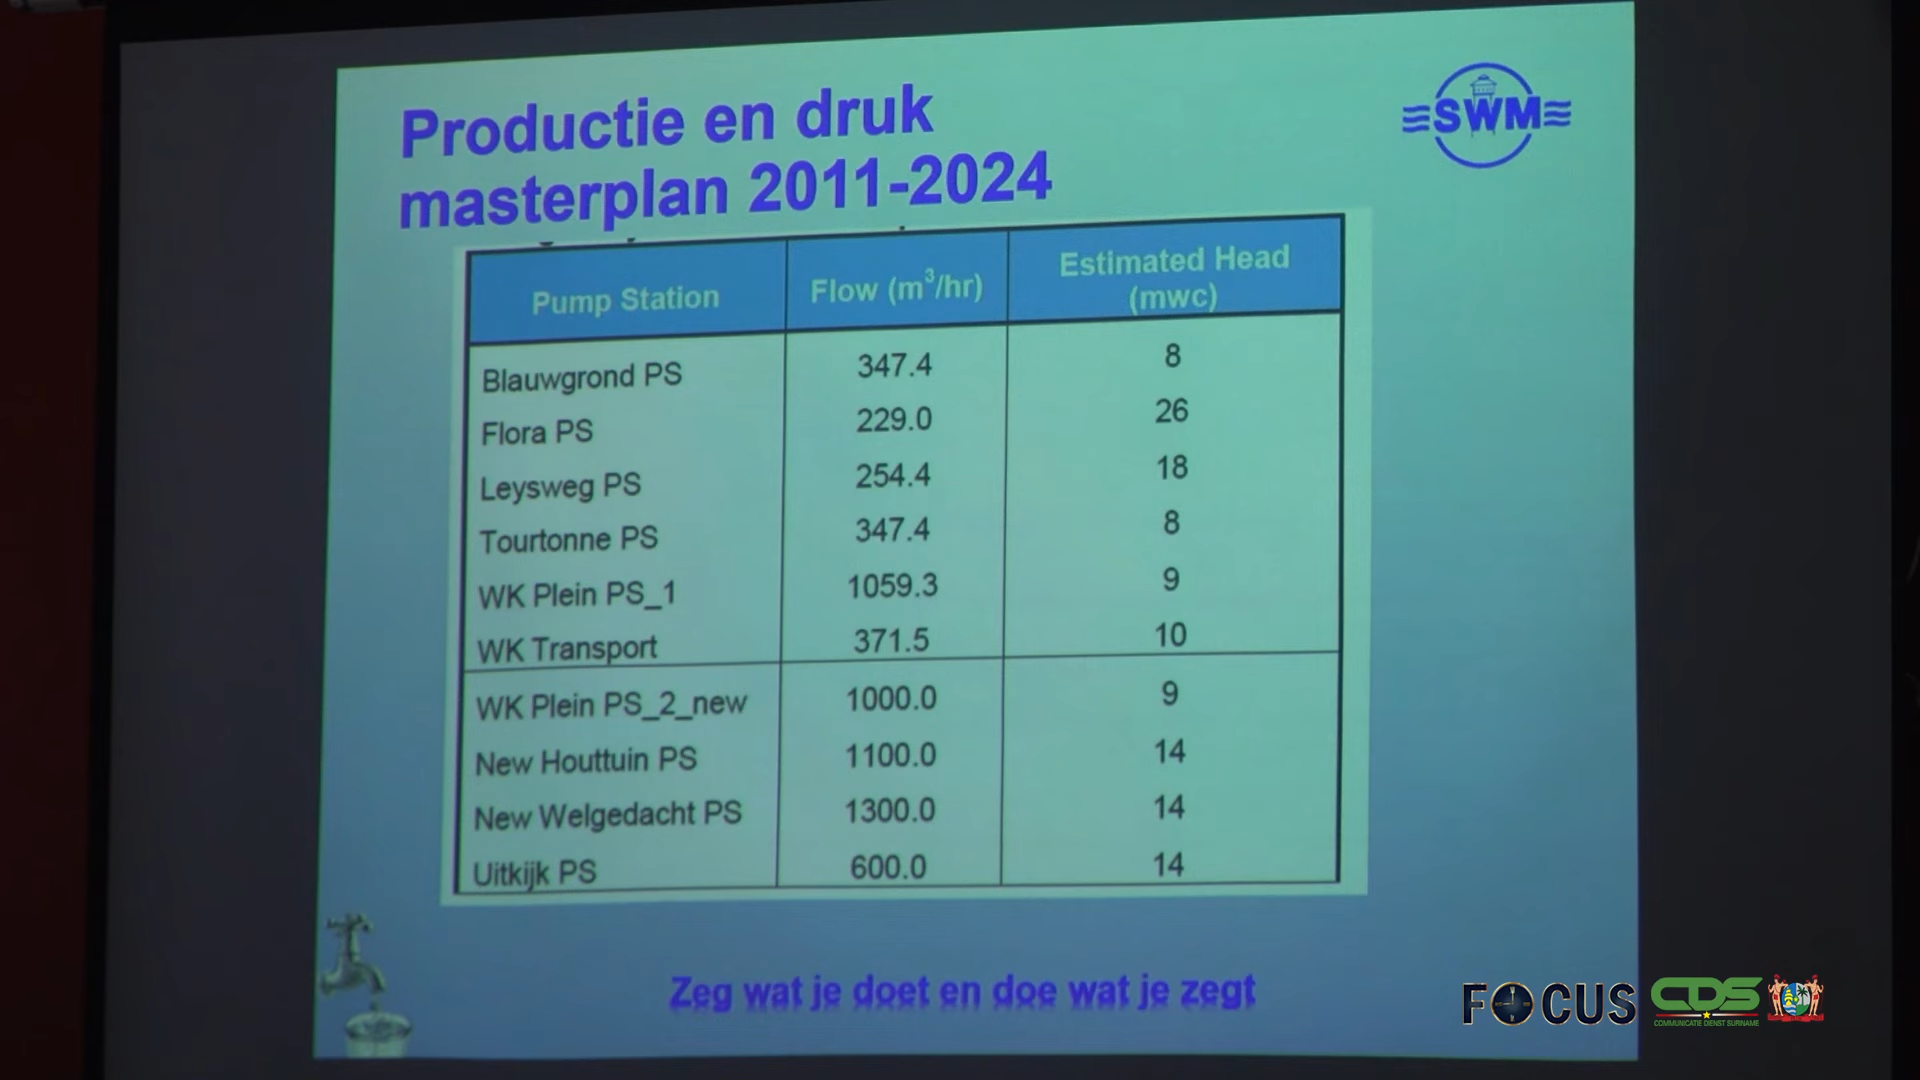 Productie en druk
masterplan 2011-2024
SWM
Pump Station Flow (m³/hr) Estimated Head (mwc)
Blauwgrond PS 347.4 8
Flora PS 229.0 26
Leysweg PS 254.4 18
Tourtonne PS 347.4 8
WK Plein PS_1 1059.3 9
WK Transport 371.5 10
WK Plein PS_2_new 1000.0 9
New Houttuin PS 1100.0 14
New Welgedacht PS 1300.0 14
Uitkijk PS 600.0 14
Zeg wat je doet en doe wat je zegt
FOCUS
CDS
COMMUNICATIE DIENST SURINAME